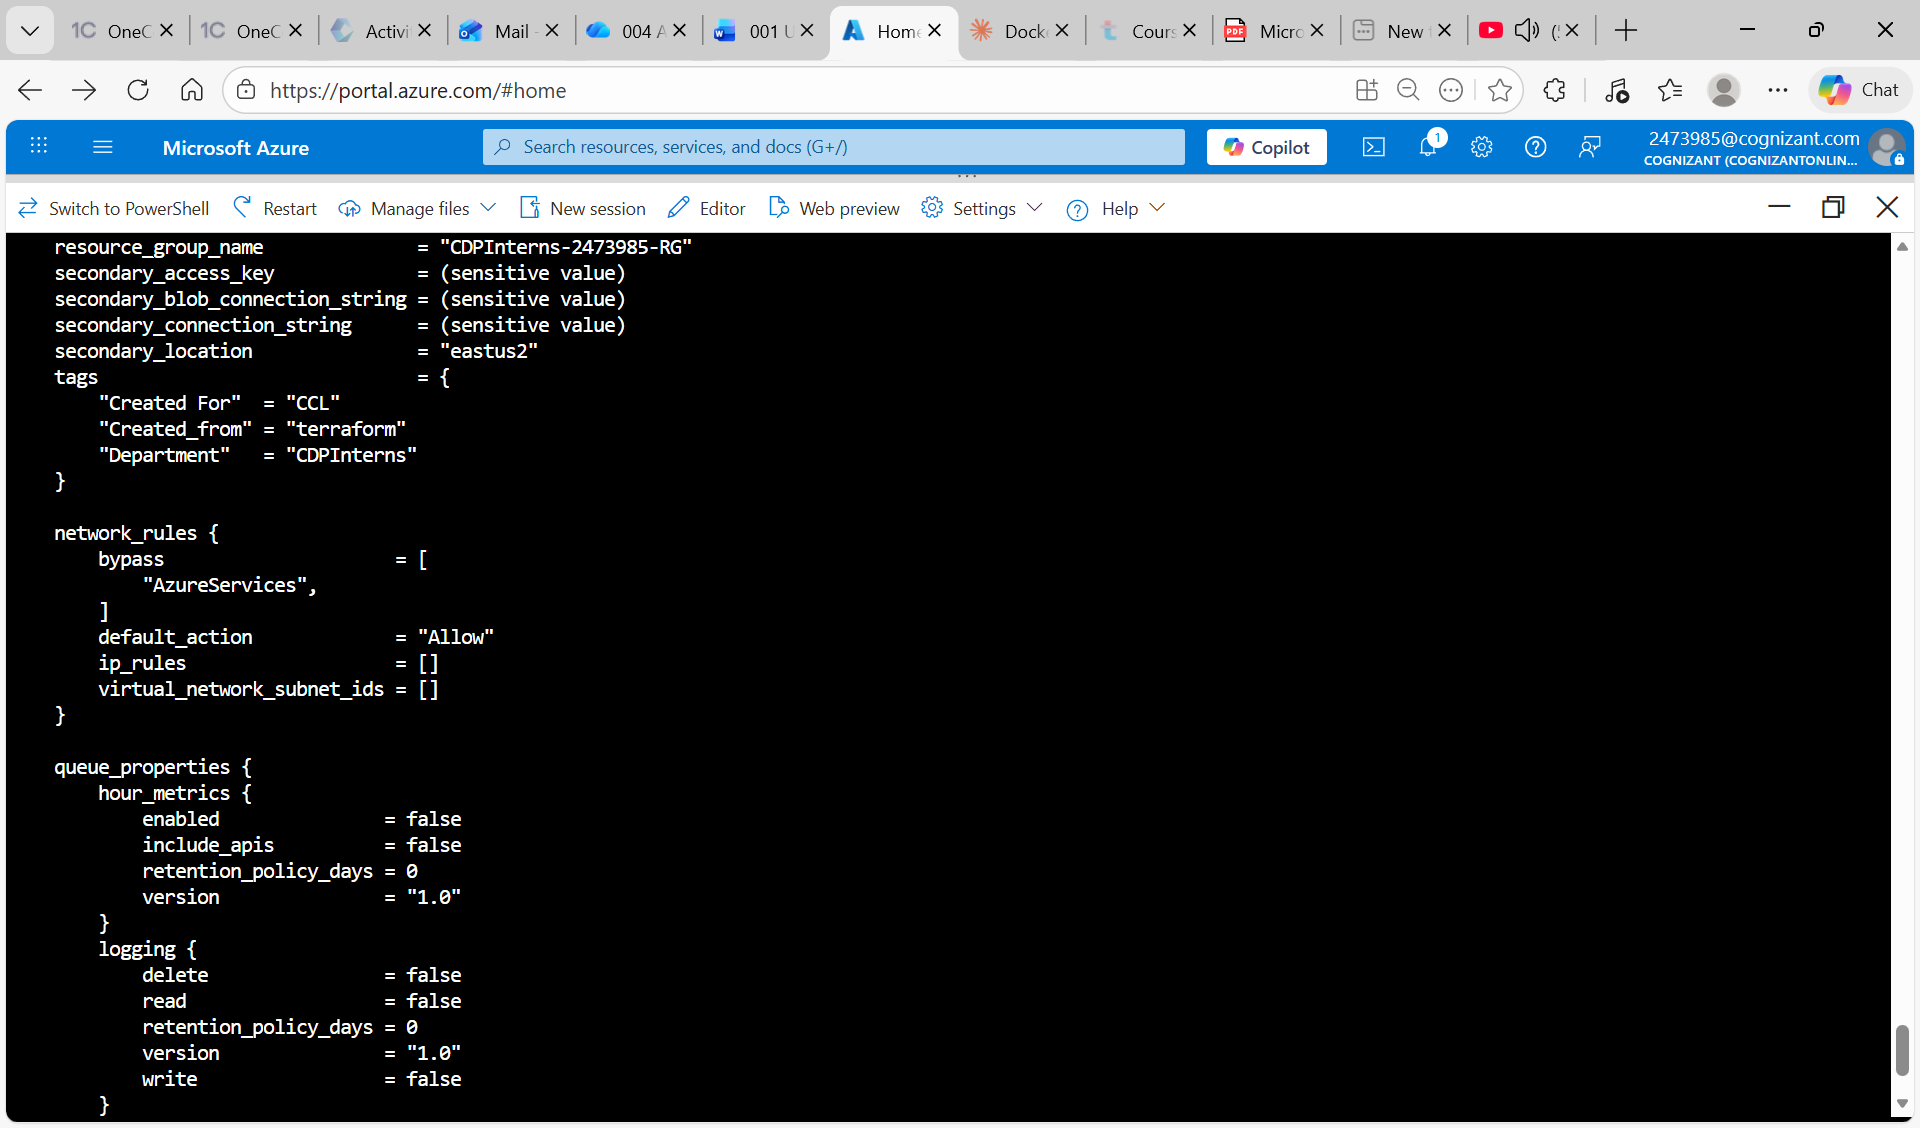 OneC
OneC
Activi
Mail -
004 A
001 U
Home
Docke
Cours
PDF
Micro
New t
(:
https://portal.azure.com/#home
Chat
Microsoft Azure
Search resources, services, and docs (G+/)
Copilot
1
2473985@cognizant.com
COGNIZANT (COGNIZANTONLIN...
Switch to PowerShell
Restart
Manage files
New session
Editor
Web preview
Settings
Help
resource_group_name              = "CDPInterns-2473985-RG"
secondary_access_key             = (sensitive value)
secondary_blob_connection_string = (sensitive value)
secondary_connection_string      = (sensitive value)
secondary_location               = "eastus2"
tags                             = {
    "Created For"  = "CCL"
    "Created_from" = "terraform"
    "Department"   = "CDPInterns"
}
network_rules {
    bypass                     = [
        "AzureServices",
    ]
    default_action             = "Allow"
    ip_rules                   = []
    virtual_network_subnet_ids = []
}
queue_properties {
    hour_metrics {
        enabled               = false
        include_apis          = false
        retention_policy_days = 0
        version               = "1.0"
    }
    logging {
        delete                = false
        read                  = false
        retention_policy_days = 0
        version               = "1.0"
        write                 = false
    }